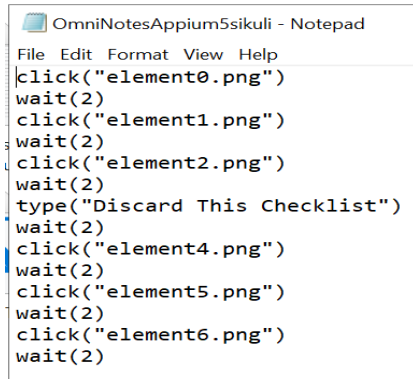 OmniNotesAppium5sikuli - Notepad
File Edit Format View Help
click("element0.png")
wait(2)
click("element1.png")
wait(2)
click("element2.png")
wait(2)
type("Discard This Checklist")
wait(2)
click("element4.png")
wait(2)
click("element5.png")
wait(2)
click("element6.png")
wait(2)